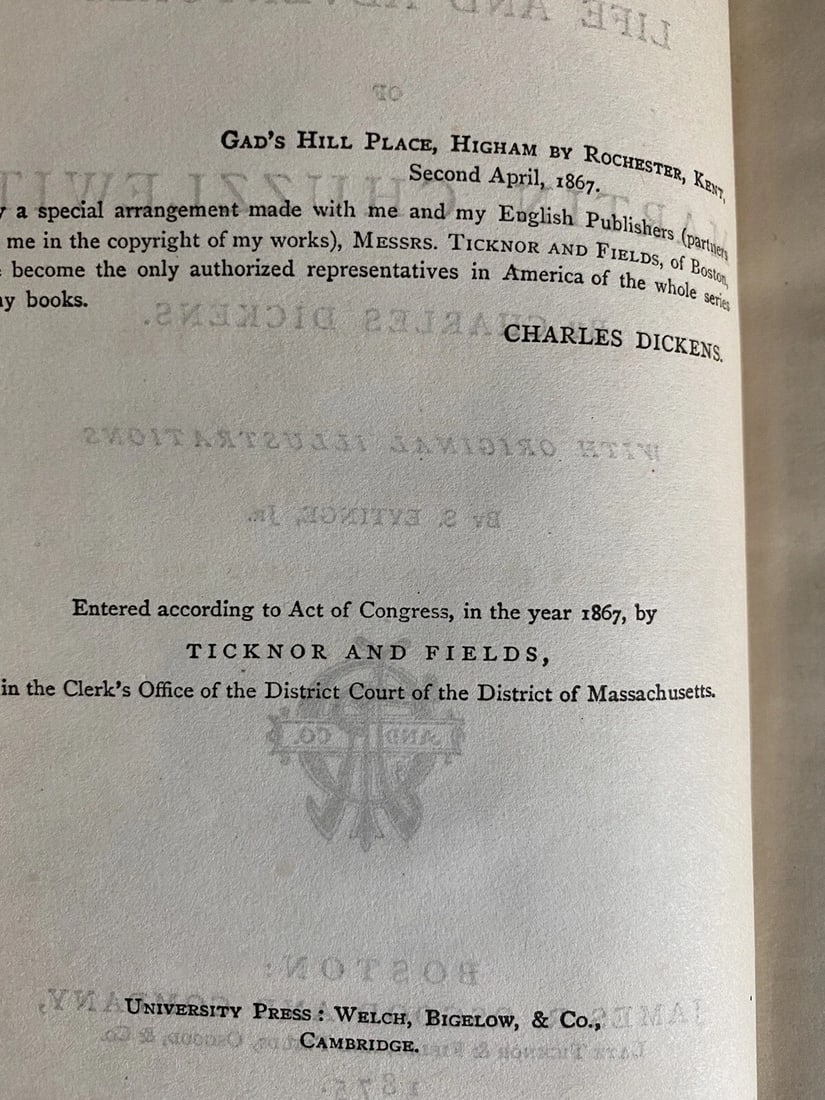 GAD'S HILL PLACE, HIGHAM BY ROCHESTER, KENT,
Second April, 1867.
a special arrangement made with me and my English Publishers (partners
me in the copyright of my works), MESSRS. TICKNOR AND FIELDS, of Boston,
become the only authorized representatives in America of the whole series
books.
CHARLES DICKENS.
Entered according to Act of Congress, in the year 1867, by
TICKNOR AND FIELDS,
in the Clerk's Office of the District Court of the District of Massachusetts.
UNIVERSITY PRESS: WELCH, BIGELOW, & CO.,
CAMBRIDGE.